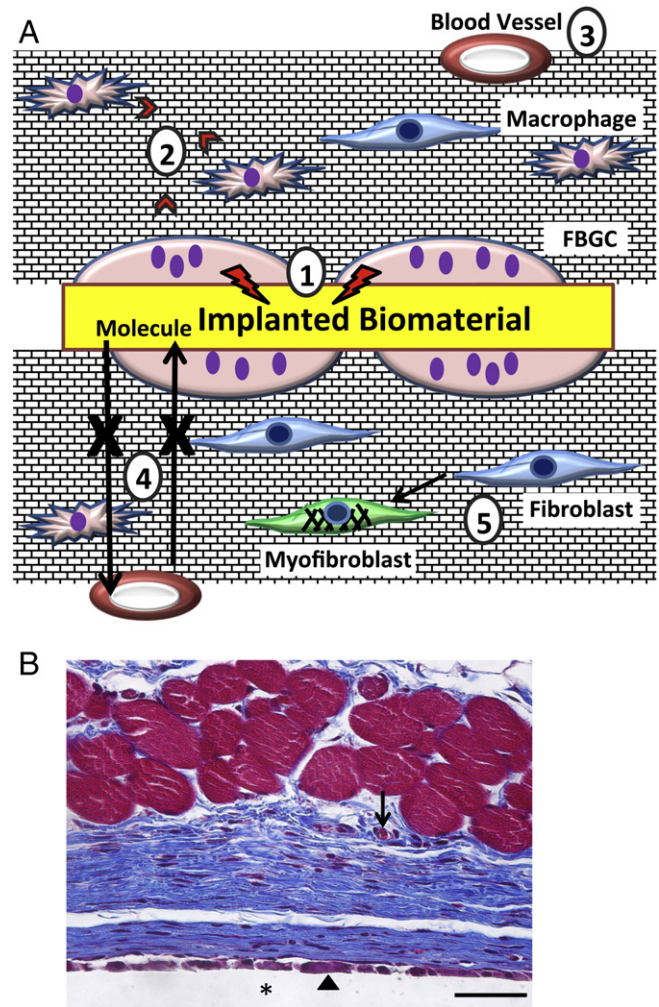 A
Blood Vessel 3
Macrophage
2
FBGC
1
Molecule Implanted Biomaterial
X X
4
Fibroblast
5
Myofibroblast
B
*